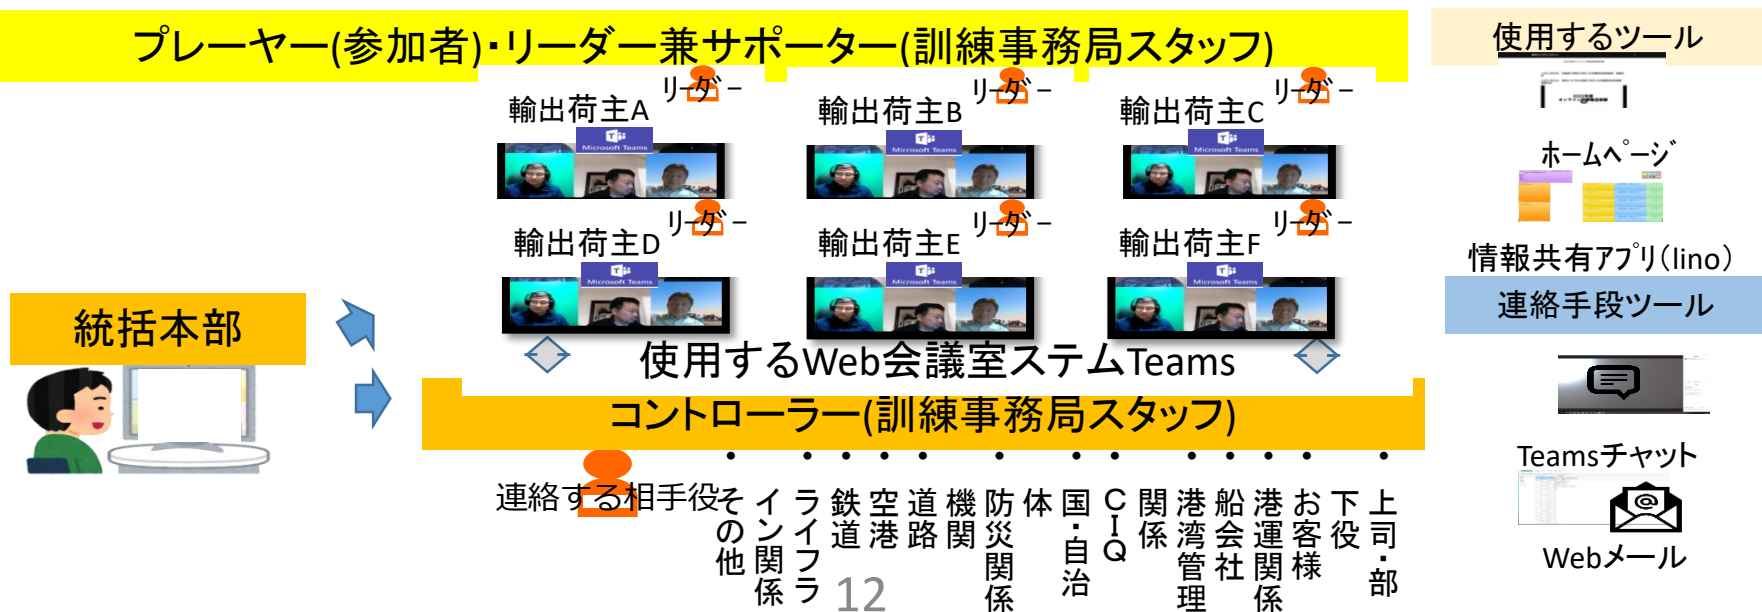 プレーヤー(参加者)・リーダー兼サポーター(訓練事務局スタッフ)
使用するツール
輸出荷主A
リーダー
輸出荷主B
リーダー
輸出荷主C
リーダー
Microsoft Teams
Microsoft Teams
Microsoft Teams
ホームページ
輸出荷主D
リーダー
輸出荷主E
リーダー
輸出荷主F
リーダー
Microsoft Teams
Microsoft Teams
Microsoft Teams
情報共有アプリ(lino)
連絡手段ツール
統括本部
使用するWeb会議室ステムTeams
コントローラー(訓練事務局スタッフ)
連絡する相手役
・上司・部
下役
・お客様
・港運関係
・船会社
・港湾管理
関係
・CIQ
・国・自治
体
・防災関係
機関
・道路
・空港
・鉄道
・ライフラ
イン関係
・その他
Teamsチャット
Webメール
12